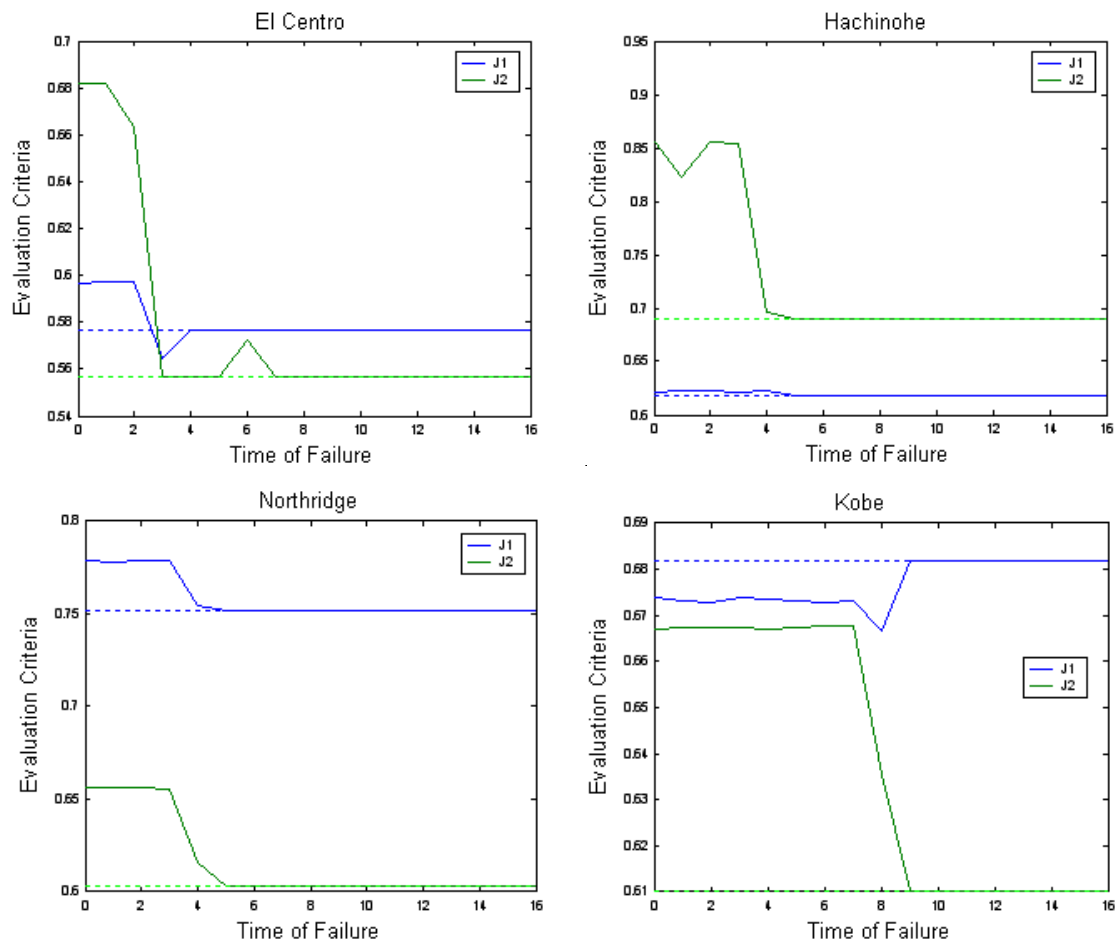 El Centro
0.7
0.68
0.66
0.64
0.62
0.6
0.58
0.56
0.54
Evaluation Criteria
J1
J2
0 2 4 6 8 10 12 14 16
Time of Failure
Hachinohe
0.95
0.9
0.85
0.8
0.75
0.7
0.65
0.6
Evaluation Criteria
J1
J2
0 2 4 6 8 10 12 14 16
Time of Failure
Northridge
0.8
0.75
0.7
0.65
0.6
Evaluation Criteria
J1
J2
0 2 4 6 8 10 12 14 16
Time of Failure
Kobe
0.69
0.68
0.67
0.66
0.65
0.64
0.63
0.62
0.61
Evaluation Criteria
J1
J2
0 2 4 6 8 10 12 14 16
Time of Failure